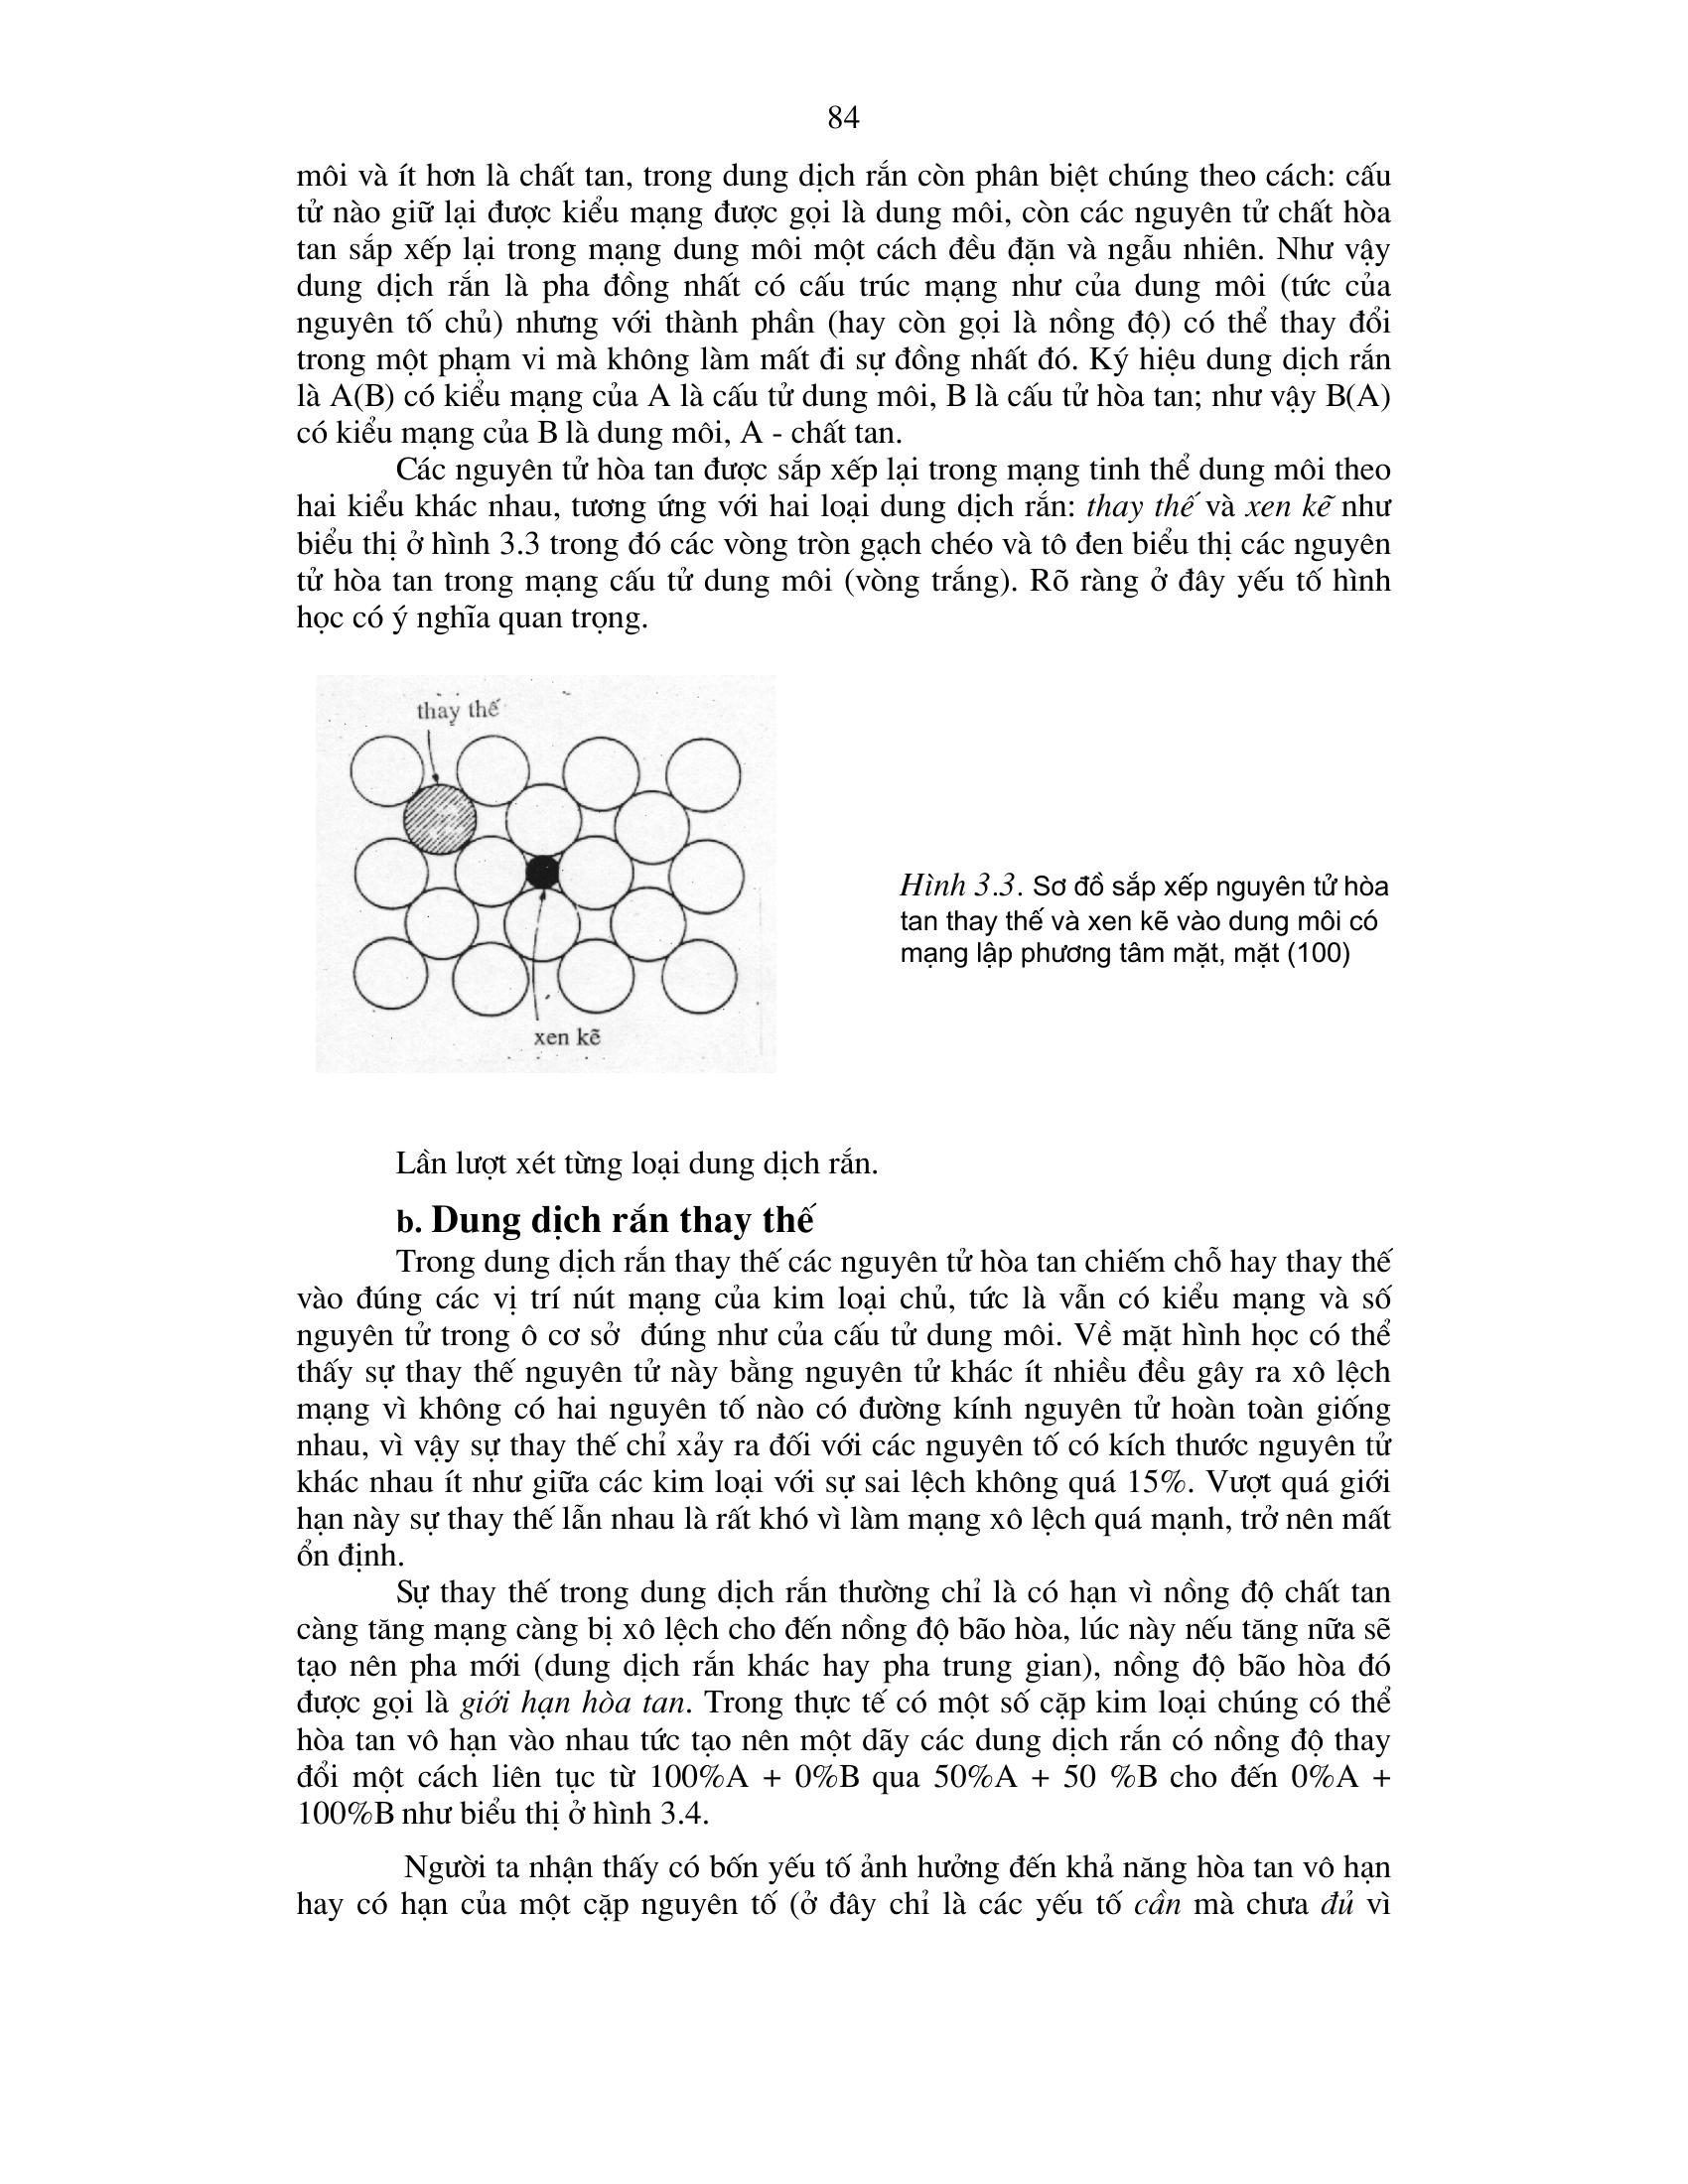 84
môi và ít hơn là chất tan, trong dung dịch rắn còn phân biệt chúng theo cách: cấu
tử nào giữ lại được kiểu mạng được gọi là dung môi, còn các nguyên tử chất hòa
tan sắp xếp lại trong mạng dung môi một cách đều đặn và ngẫu nhiên. Như vậy
dung dịch rắn là pha đồng nhất có cấu trúc mạng như của dung môi (tức của
nguyên tố chủ) nhưng với thành phần (hay còn gọi là nồng độ) có thể thay đổi
trong một phạm vi mà không làm mất đi sự đồng nhất đó. Ký hiệu dung dịch rắn
là A(B) có kiểu mạng của A là cấu tử dung môi, B là cấu tử hòa tan; như vậy B(A)
có kiểu mạng của B là dung môi, A - chất tan.
Các nguyên tử hòa tan được sắp xếp lại trong mạng tinh thể dung môi theo
hai kiểu khác nhau, tương ứng với hai loại dung dịch rắn: thay thế và xen kẽ như
biểu thị ở hình 3.3 trong đó các vòng tròn gạch chéo và tô đen biểu thị các nguyên
tử hòa tan trong mạng cấu tử dung môi (vòng trắng). Rõ ràng ở đây yếu tố hình
học có ý nghĩa quan trọng.
thay thế
xen kẽ
Hình 3.3. Sơ đồ sắp xếp nguyên tử hòa
tan thay thế và xen kẽ vào dung môi có
mạng lập phương tâm mặt, mặt (100)
Lần lượt xét từng loại dung dịch rắn.
b. Dung dịch rắn thay thế
Trong dung dịch rắn thay thế các nguyên tử hòa tan chiếm chỗ hay thay thế
vào đúng các vị trí nút mạng của kim loại chủ, tức là vẫn có kiểu mạng và số
nguyên tử trong ô cơ sở đúng như của cấu tử dung môi. Về mặt hình học có thể
thấy sự thay thế nguyên tử này bằng nguyên tử khác ít nhiều đều gây ra xô lệch
mạng vì không có hai nguyên tố nào có đường kính nguyên tử hoàn toàn giống
nhau, vì vậy sự thay thế chỉ xảy ra đối với các nguyên tố có kích thước nguyên tử
khác nhau ít như giữa các kim loại với sự sai lệch không quá 15%. Vượt quá giới
hạn này sự thay thế lẫn nhau là rất khó vì làm mạng xô lệch quá mạnh, trở nên mất
ổn định.
Sự thay thế trong dung dịch rắn thường chỉ là có hạn vì nồng độ chất tan
càng tăng mạng càng bị xô lệch cho đến nồng độ bão hòa, lúc này nếu tăng nữa sẽ
tạo nên pha mới (dung dịch rắn khác hay pha trung gian), nồng độ bão hòa đó
được gọi là giới hạn hòa tan. Trong thực tế có một số cặp kim loại chúng có thể
hòa tan vô hạn vào nhau tức tạo nên một dãy các dung dịch rắn có nồng độ thay
đổi một cách liên tục từ 100%A + 0%B qua 50%A + 50 %B cho đến 0%A +
100%B như biểu thị ở hình 3.4.
Người ta nhận thấy có bốn yếu tố ảnh hưởng đến khả năng hòa tan vô hạn
hay có hạn của một cặp nguyên tố (ở đây chỉ là các yếu tố cần mà chưa đủ vì